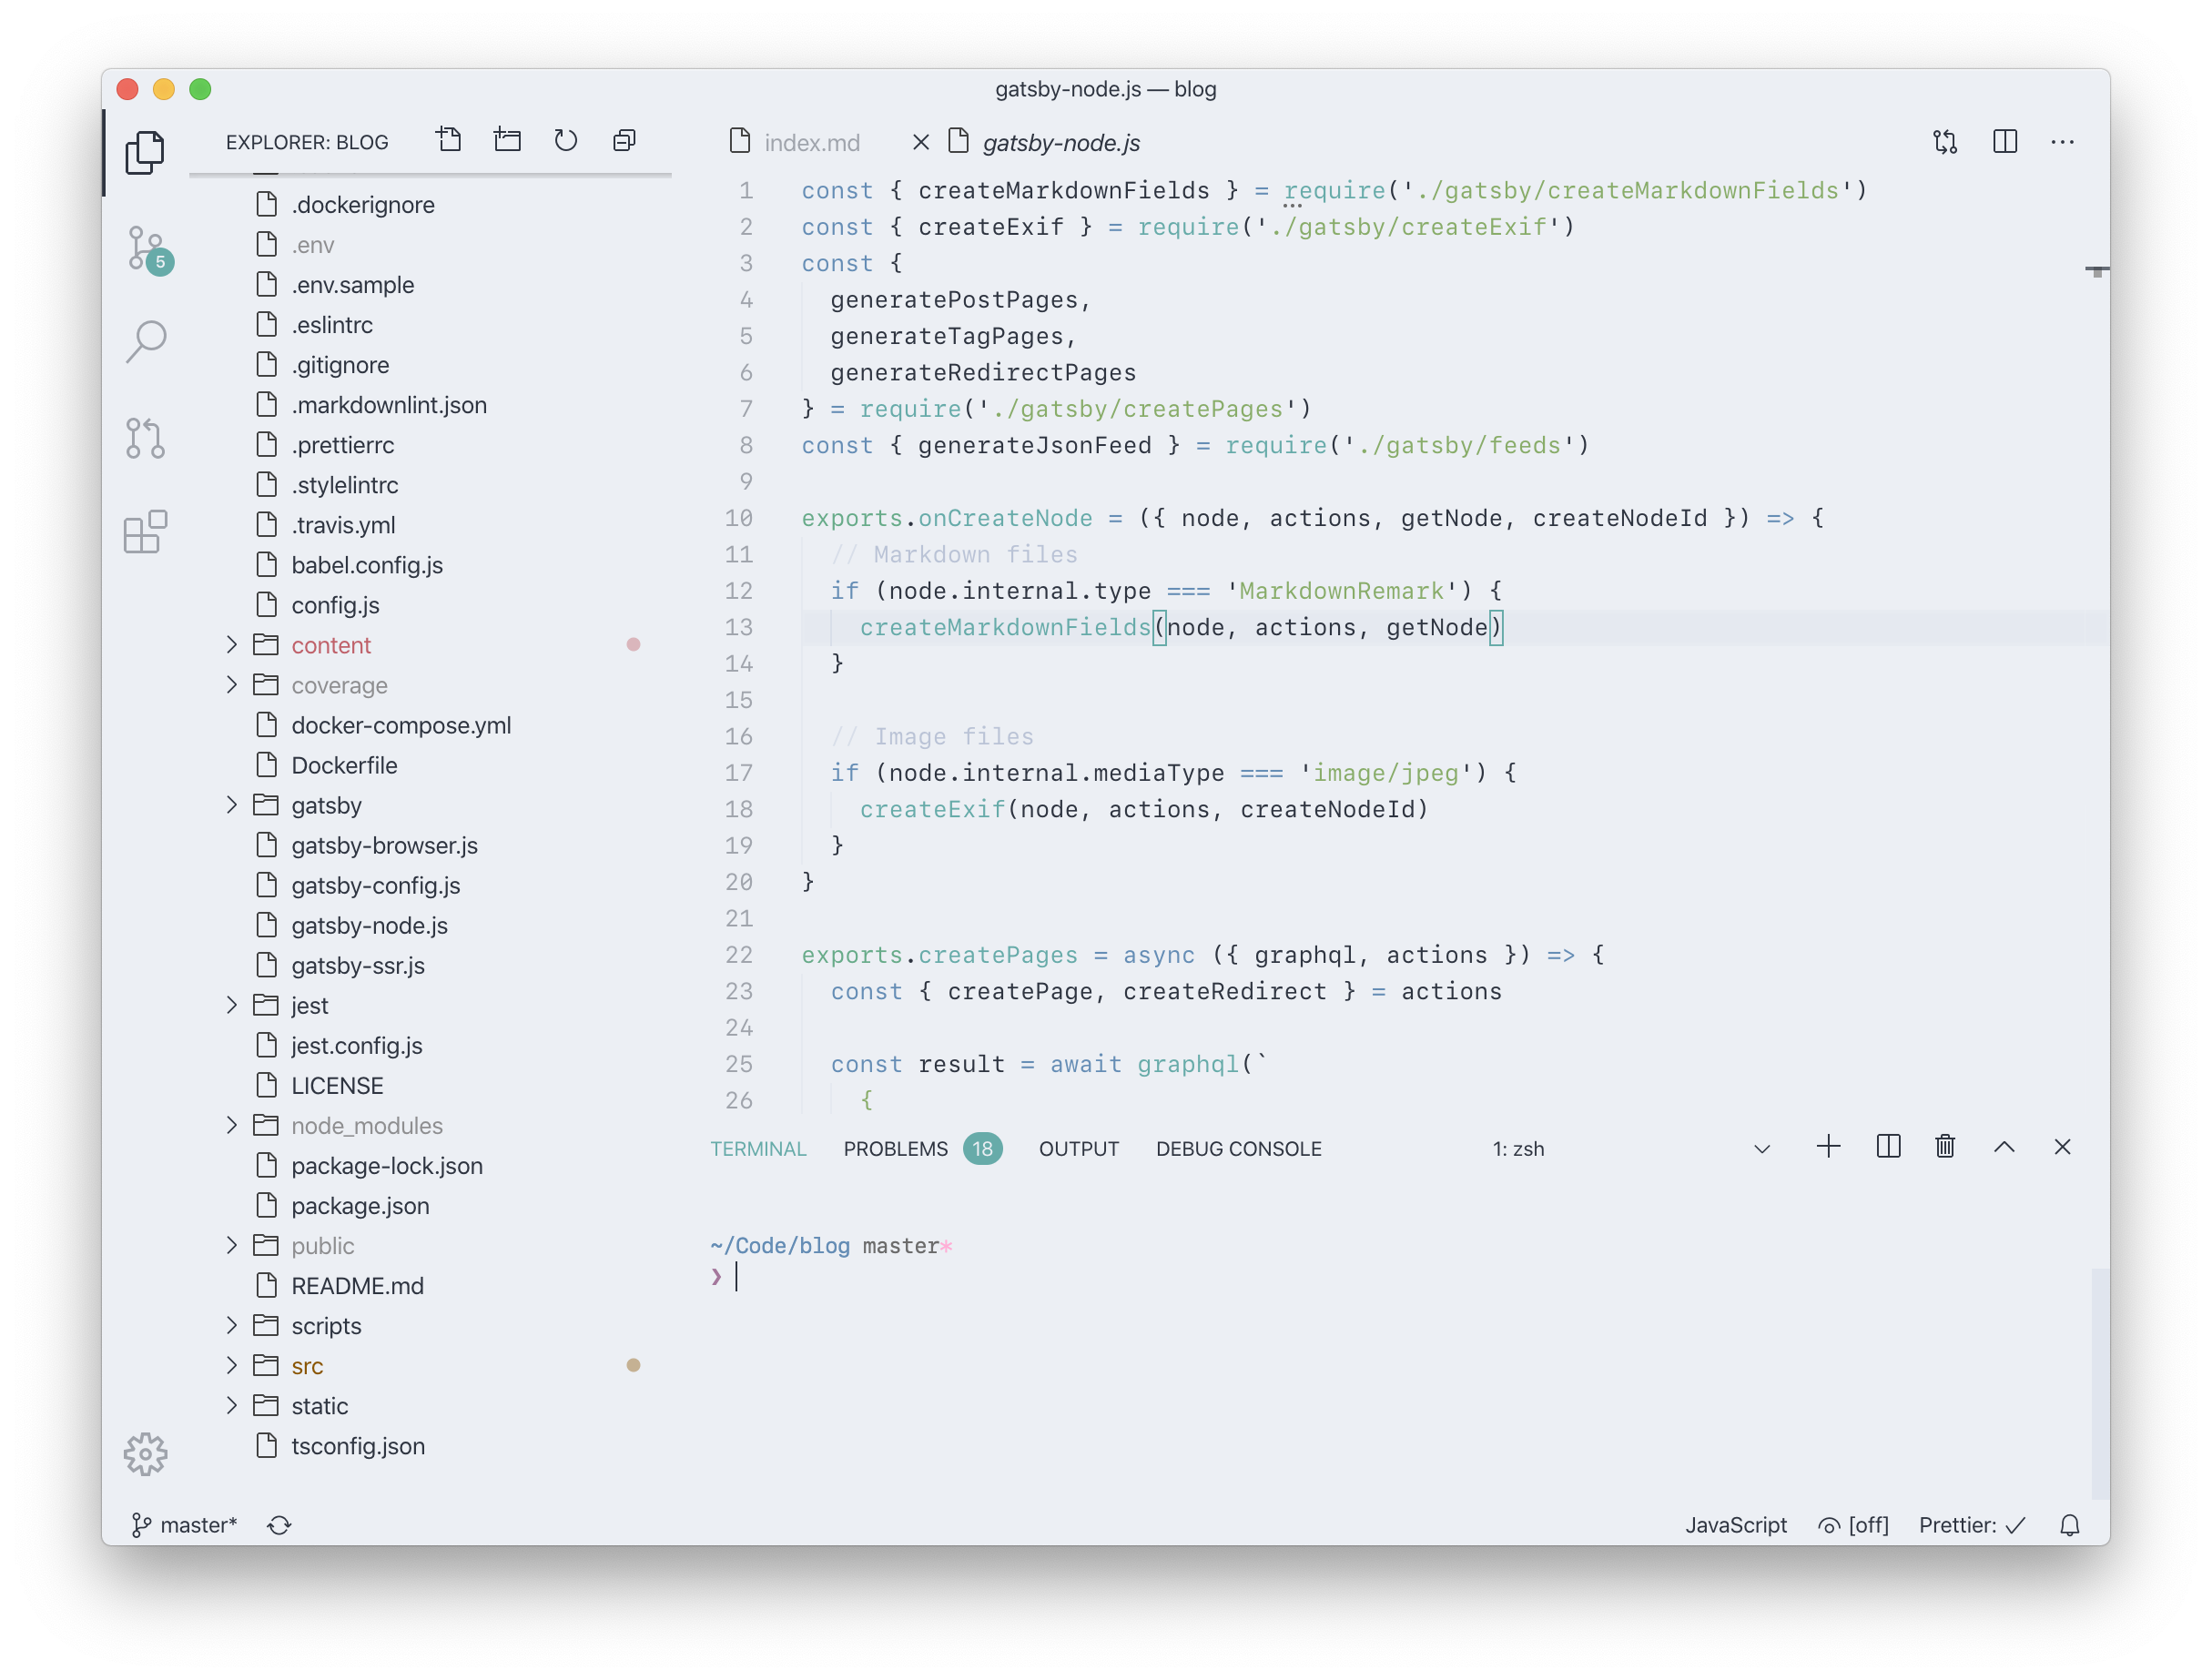 gatsby-node.js — blog
EXPLORER: BLOG
.dockerignore
.env
.env.sample
.eslintrc
.gitignore
.markdownlint.json
.prettierrc
.stylelintrc
.travis.yml
babel.config.js
config.js
content
coverage
docker-compose.yml
Dockerfile
gatsby
gatsby-browser.js
gatsby-config.js
gatsby-node.js
gatsby-ssr.js
jest
jest.config.js
LICENSE
node_modules
package-lock.json
package.json
public
README.md
scripts
src
static
tsconfig.json
5
index.md
gatsby-node.js
1 const { createMarkdownFields } = require('./gatsby/createMarkdownFields')
2 const { createExif } = require('./gatsby/createExif')
3 const {
4   generatePostPages,
5   generateTagPages,
6   generateRedirectPages
7 } = require('./gatsby/createPages')
8 const { generateJsonFeed } = require('./gatsby/feeds')
9
10 exports.onCreateNode = ({ node, actions, getNode, createNodeId }) => {
11   // Markdown files
12   if (node.internal.type === 'MarkdownRemark') {
13     createMarkdownFields(node, actions, getNode)
14   }
15
16   // Image files
17   if (node.internal.mediaType === 'image/jpeg') {
18     createExif(node, actions, createNodeId)
19   }
20 }
21
22 exports.createPages = async ({ graphql, actions }) => {
23   const { createPage, createRedirect } = actions
24
25   const result = await graphql(`
26     {
TERMINAL PROBLEMS 18 OUTPUT DEBUG CONSOLE 1: zsh
~/Code/blog master*
❯
master*
JavaScript [off] Prettier: ✓